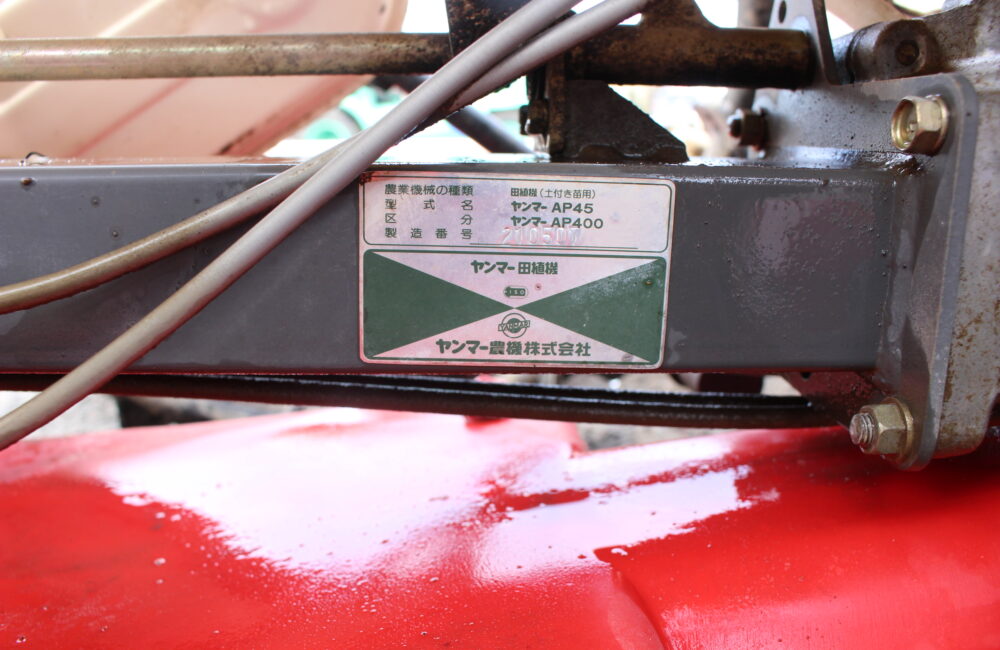 農業機械の種類 田植機(土付き苗用)
型式名 ヤンマー AP45
区分 ヤンマー AP400
製造番号
ヤンマー田植機
ISO
YANMAR
ヤンマー農機株式会社